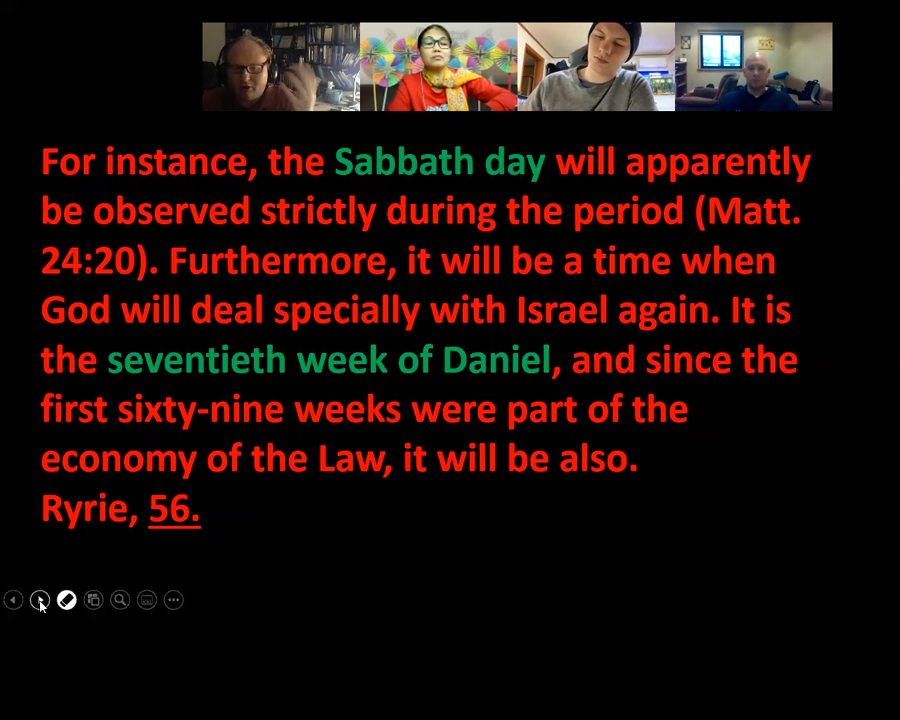 For instance, the Sabbath day will apparently
be observed strictly during the period (Matt.
24:20). Furthermore, it will be a time when
God will deal specially with Israel again. It is
the seventieth week of Daniel, and since the
first sixty-nine weeks were part of the
economy of the Law, it will be also.
Ryrie, 56.